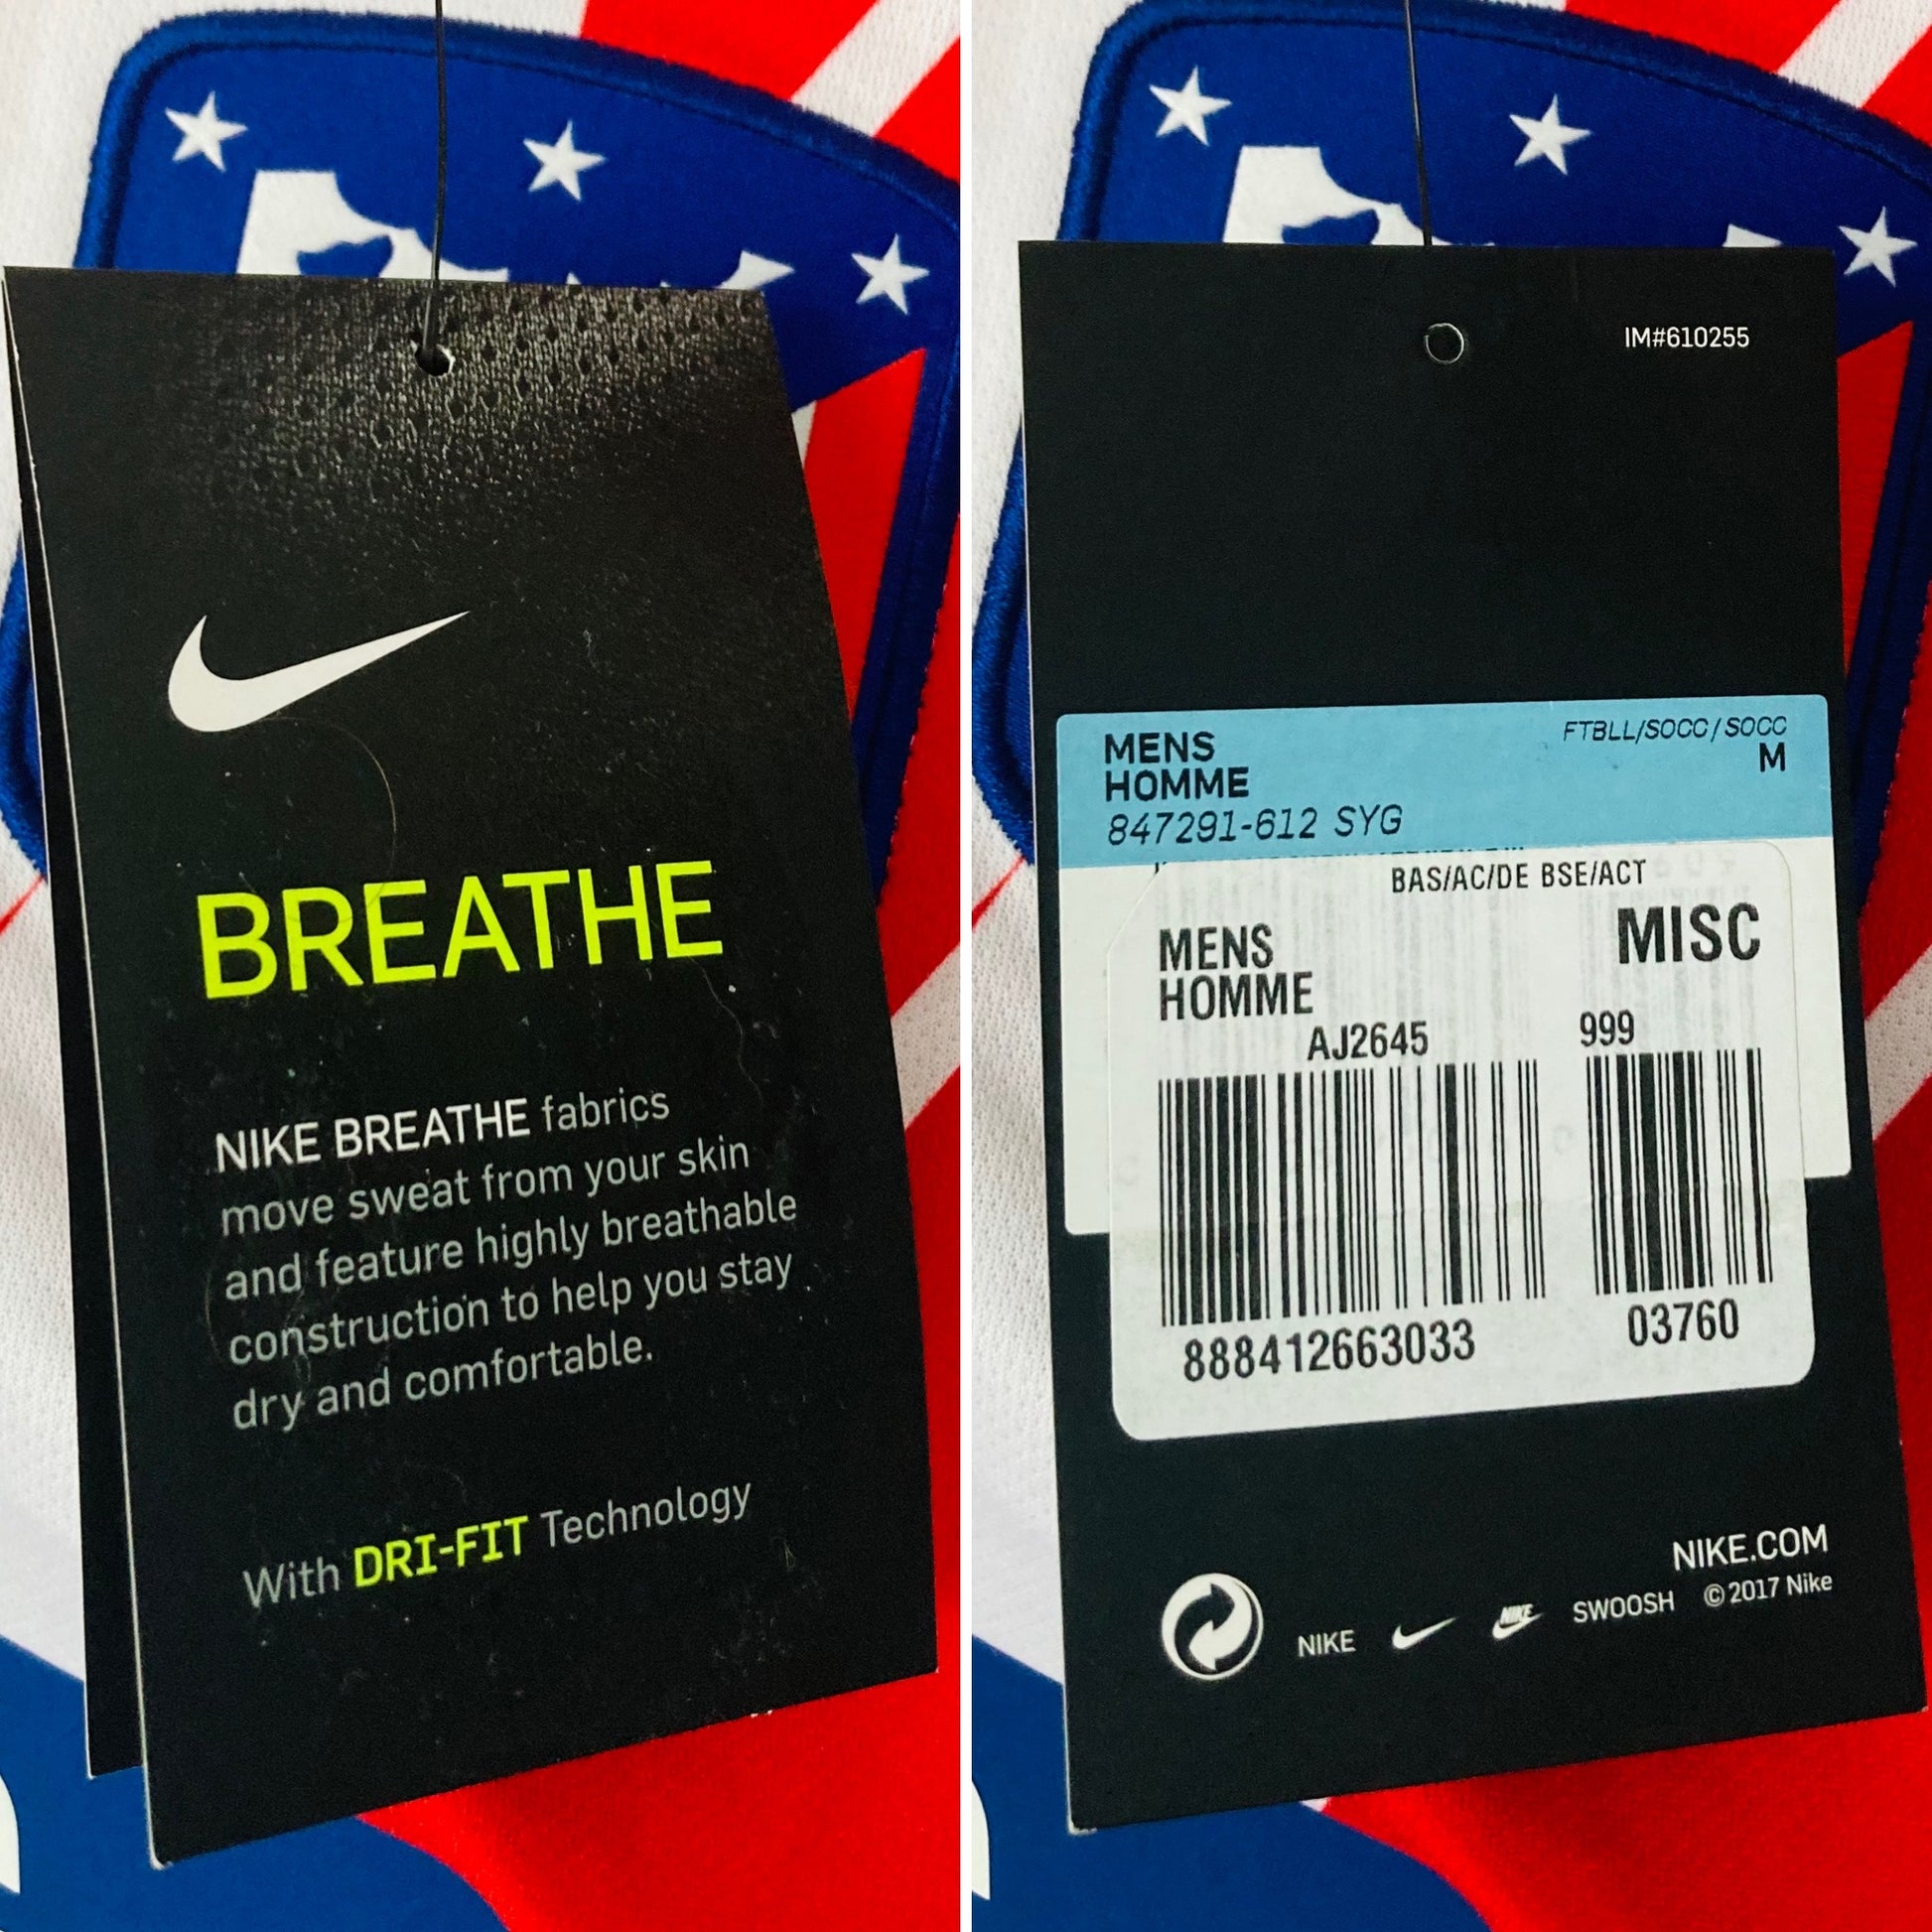 BREATHE
NIKE BREATHE fabrics
move sweat from your skin
and feature highly breathable
construction to help you stay
dry and comfortable.
With DRI-FIT Technology
IM#610255
FTBLL/SOCC/SOCC
MENS
M
HOMME
847291-612 SYG
BAS/AC/DE BSE/ACT
MENS
MISC
HOMME
AJ2645
999
888412663033
03760
NIKE.COM
NIKE NIKE SWOOSH ©2017 Nike